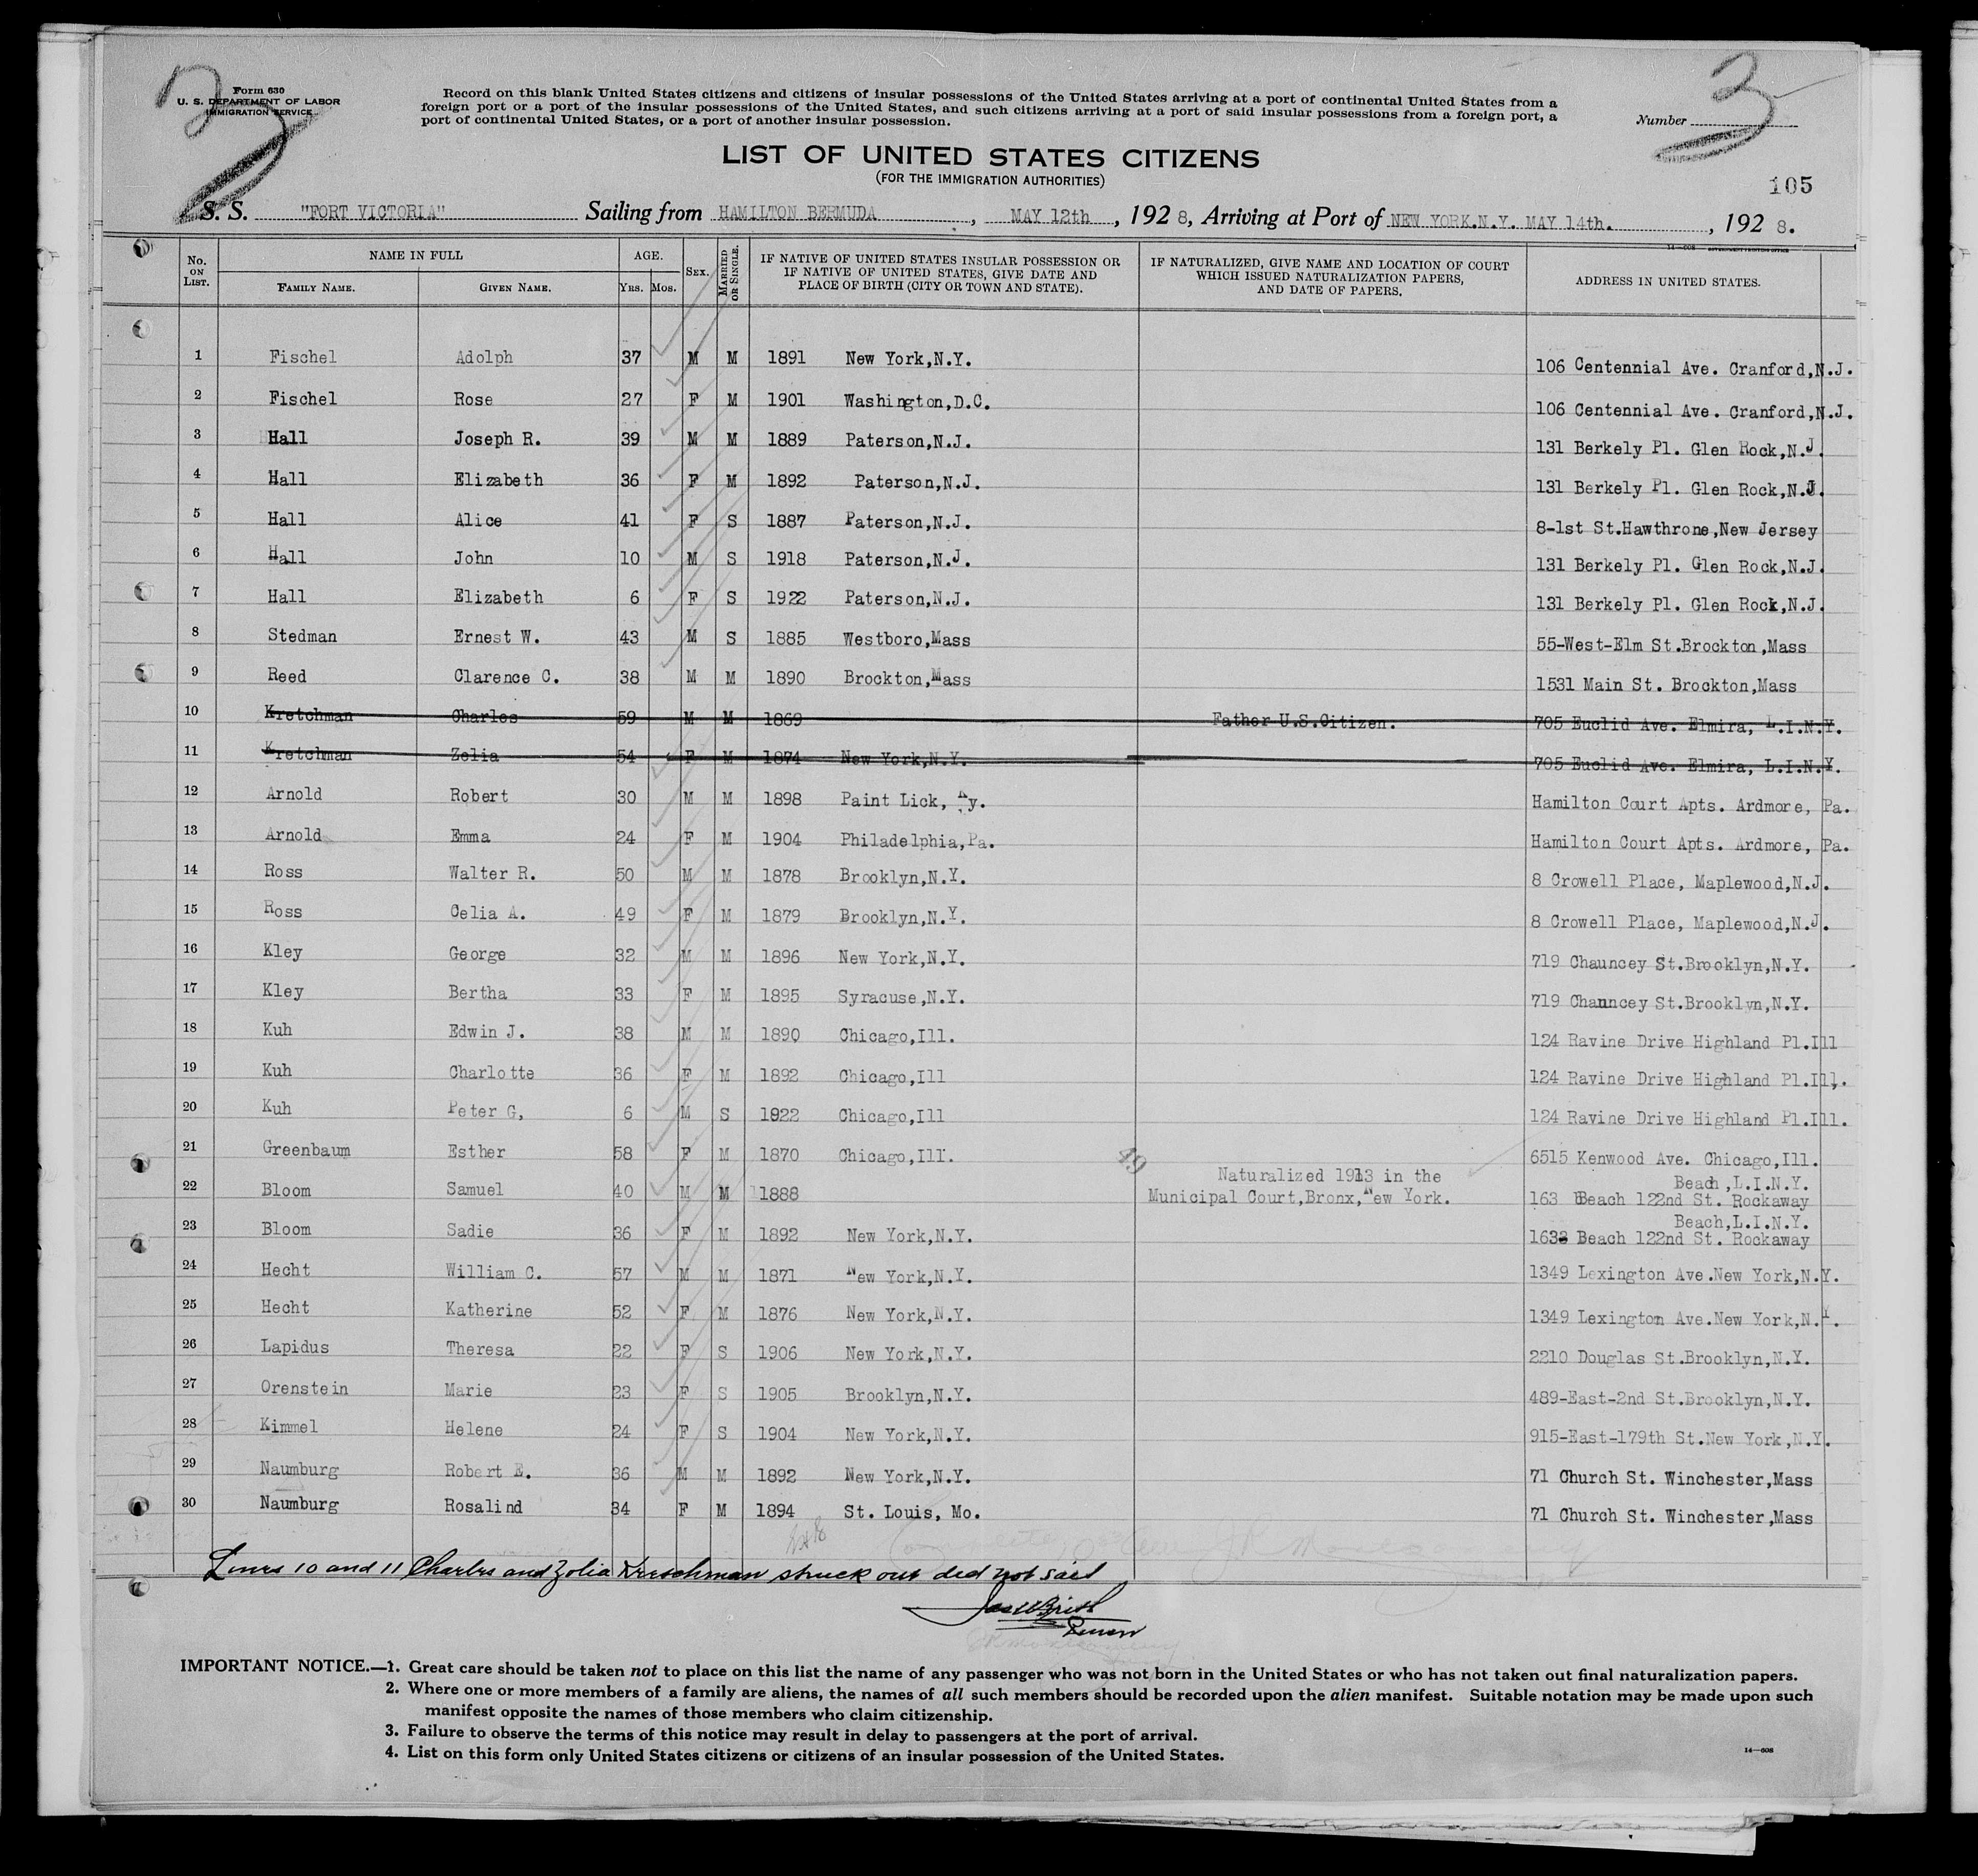 Form 630
U. S. DEPARTMENT OF LABOR
IMMIGRATION SERVICE
Record on this blank United States citizens and citizens of insular possessions of the United States arriving at a port of continental United States from a
foreign port or a port of the insular possessions of the United States, and such citizens arriving at a port of said insular possessions from a foreign port, a
port of continental United States, or a port of another insular possession.
Number 3
LIST OF UNITED STATES CITIZENS
(FOR THE IMMIGRATION AUTHORITIES)
105
S. S. "FORT VICTORIA" Sailing from HAMILTON BERMUDA, MAY 12th, 1928, Arriving at Port of NEW YORK.N.Y. MAY 14th., 1928.
No. ON LIST. NAME IN FULL FAMILY NAME. GIVEN NAME. AGE. YRS. MOS. SEX. MARRIED OR SINGLE. IF NATIVE OF UNITED STATES INSULAR POSSESSION OR IF NATIVE OF UNITED STATES, GIVE DATE AND PLACE OF BIRTH (CITY OR TOWN AND STATE). IF NATURALIZED, GIVE NAME AND LOCATION OF COURT WHICH ISSUED NATURALIZATION PAPERS, AND DATE OF PAPERS. ADDRESS IN UNITED STATES.
1 Fischel Adolph 37 M M 1891 New York,N.Y. 106 Centennial Ave. Cranford,N.J.
2 Fischel Rose 27 F M 1901 Washington,D.C. 106 Centennial Ave. Cranford,N.J.
3 Hall Joseph R. 39 M M 1889 Paterson,N.J. 131 Berkely Pl. Glen Rock,N.J.
4 Hall Elizabeth 36 F M 1892 Paterson,N.J. 131 Berkely Pl. Glen Rock,N.J.
5 Hall Alice 41 F S 1887 Paterson,N.J. 8-1st St.Hawthrone,New Jersey
6 Hall John 10 M S 1918 Paterson,N.J. 131 Berkely Pl. Glen Rock,N.J.
7 Hall Elizabeth 6 F S 1922 Paterson,N.J. 131 Berkely Pl. Glen Rock,N.J.
8 Stedman Ernest W. 43 M S 1885 Westboro,Mass 55-West-Elm St.Brockton,Mass
9 Reed Clarence C. 38 M M 1890 Brockton,Mass 1531 Main St. Brockton,Mass
10 Kretchman Charles 59 M M 1869 Father U.S.Citizen. 705 Euclid Ave. Elmira, L.I.N.Y.
11 Kretchman Zelia 54 F M 1874 New York,N.Y. 705 Euclid Ave. Elmira, L.I.N.Y.
12 Arnold Robert 30 M M 1898 Paint Lick, Ky. Hamilton Court Apts. Ardmore, Pa.
13 Arnold Emma 24 F M 1904 Philadelphia,Pa. Hamilton Court Apts. Ardmore, Pa.
14 Ross Walter R. 50 M M 1878 Brooklyn,N.Y. 8 Crowell Place, Maplewood,N.J.
15 Ross Celia A. 49 F M 1879 Brooklyn,N.Y. 8 Crowell Place, Maplewood,N.J.
16 Kley George 32 M M 1896 New York,N.Y. 719 Chauncey St.Brooklyn,N.Y.
17 Kley Bertha 33 F M 1895 Syracuse,N.Y. 719 Chauncey St.Brooklyn,N.Y.
18 Kuh Edwin J. 38 M M 1890 Chicago,Ill. 124 Ravine Drive Highland Pl.Ill
19 Kuh Charlotte 36 F M 1892 Chicago,Ill 124 Ravine Drive Highland Pl.Ill.
20 Kuh Peter G, 6 M S 1922 Chicago,Ill 124 Ravine Drive Highland Pl.Ill.
21 Greenbaum Esther 58 F M 1870 Chicago,Ill. 6515 Kenwood Ave. Chicago,Ill.
49 Naturalized 1913 in the Beach,L.I.N.Y.
22 Bloom Samuel 40 M M 1888 Municipal Court,Bronx,New York. 163 Beach 122nd St. Rockaway
Beach,L.I.N.Y.
23 Bloom Sadie 36 F M 1892 New York,N.Y. 163 Beach 122nd St. Rockaway
24 Hecht William C. 57 M M 1871 New York,N.Y. 1349 Lexington Ave.New York,N.Y.
25 Hecht Katherine 52 F M 1876 New York,N.Y. 1349 Lexington Ave.New York,N.Y.
26 Lapidus Theresa 22 F S 1906 New York,N.Y. 2210 Douglas St.Brooklyn,N.Y.
27 Orenstein Marie 23 F S 1905 Brooklyn,N.Y. 489-East-2nd St.Brooklyn,N.Y.
28 Kimmel Helene 24 F S 1904 New York,N.Y. 915-East-179th St.New York,N.Y.
29 Naumburg Robert E. 36 M M 1892 New York,N.Y. 71 Church St. Winchester,Mass
30 Naumburg Rosalind 34 F M 1894 St. Louis, Mo. 71 Church St. Winchester,Mass
Lines 10 and 11 Charles and Zelia Kretchman struck out did not sail
Purser
IMPORTANT NOTICE.—1. Great care should be taken not to place on this list the name of any passenger who was not born in the United States or who has not taken out final naturalization papers.
2. Where one or more members of a family are aliens, the names of all such members should be recorded upon the alien manifest. Suitable notation may be made upon such
manifest opposite the names of those members who claim citizenship.
3. Failure to observe the terms of this notice may result in delay to passengers at the port of arrival.
4. List on this form only United States citizens or citizens of an insular possession of the United States.
14—608